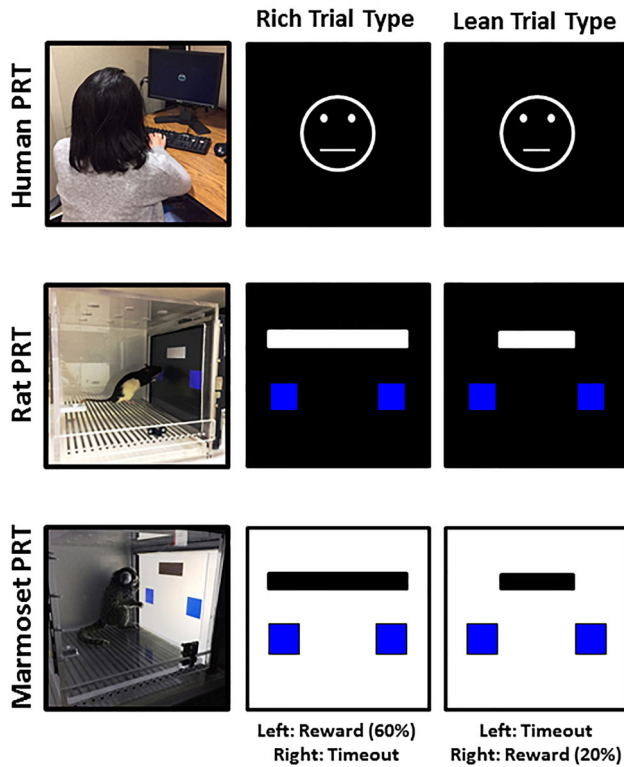 Rich Trial Type
Lean Trial Type
Human PRT
Rat PRT
Marmoset PRT
Left: Reward (60%)
Right: Timeout
Left: Timeout
Right: Reward (20%)